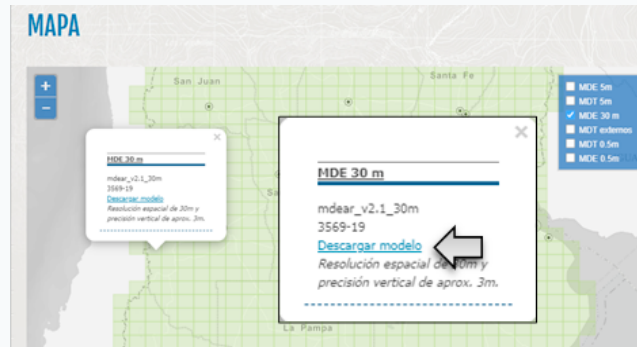 MAPA
+
-
San Juan
Santa Fe
MDE 5m
MDT 5m
MDE 30 m
MDT externos
MDT 0.5m
MDE 0.5m
×
MDE 30 m
mdear_v2.1_30m
3569-19
Descargar modelo
Resolución espacial de 30m y
precisión vertical de aprox. 3m.
×
MDE 30 m
mdear_v2.1_30m
3569-19
Descargar modelo
Resolución espacial de 30m y
precisión vertical de aprox. 3m.
La Pampa